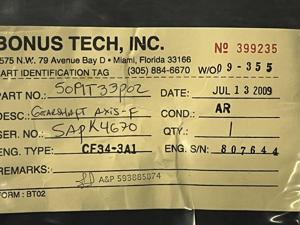 BONUS TECH, INC.
Nº 399235
575 N.W. 79 Avenue Bay D • Miami, Florida 33166
PART IDENTIFICATION TAG (305) 884-6670 W/O 09-355
PART NO.: 50P1T33P02 DATE: JUL 13 2009
DESC.: GEARSHAFT AXIS-F COND.: AR
SER. NO.: SAPK4670 QTY.: 1
ENG. TYPE: CF34-3A1 ENG. S/N: 807644
REMARKS:
A&P 593885074
FORM: BT02